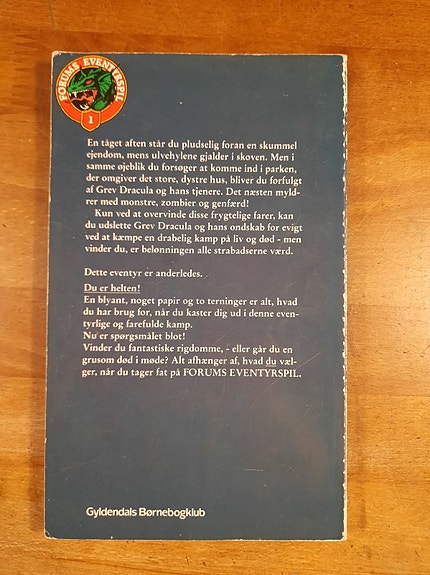 FORUMS EVENTYRSPIL
1
En tåget aften står du pludselig foran en skummel
ejendom, mens ulvehylene gjalder i skoven. Men i
samme øjeblik du forsøger at komme ind i parken,
der omgiver det store, dystre hus, bliver du forfulgt
af Grev Dracula og hans tjenere. Det næsten myld-
rer med monstre, zombier og genfærd!
Kun ved at overvinde disse frygtelige farer, kan
du udslette Grev Dracula og hans ondskab for evigt
ved at kæmpe en drabelig kamp på liv og død - men
vinder du, er belønningen alle strabadserne værd.
Dette eventyr er anderledes.
Du er helten!
En blyant, noget papir og to terninger er alt, hvad
du har brug for, når du kaster dig ud i denne even-
tyrlige og farefulde kamp.
Nu er spørgsmålet blot!
Vinder du fantastiske rigdomme, - eller går du en
grusom død i møde? Alt afhænger af, hvad du væl-
ger, når du tager fat på FORUMS EVENTYRSPIL.
Gyldendals Børnebogklub